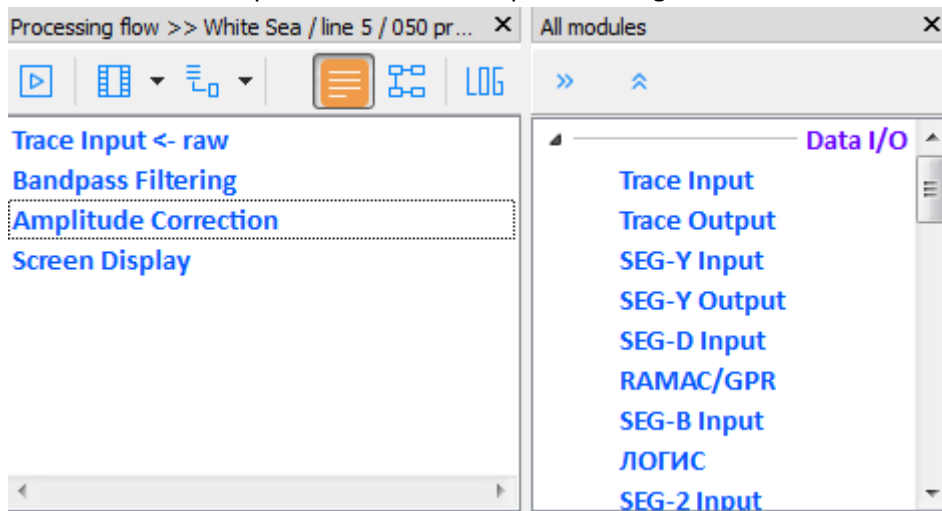 Processing flow >> White Sea / line 5 / 050 pr...
LOG
Trace Input <- raw
Bandpass Filtering
Amplitude Correction
Screen Display
All modules
Data I/O
Trace Input
Trace Output
SEG-Y Input
SEG-Y Output
SEG-D Input
RAMAC/GPR
SEG-B Input
ЛОГИС
SEG-2 Input